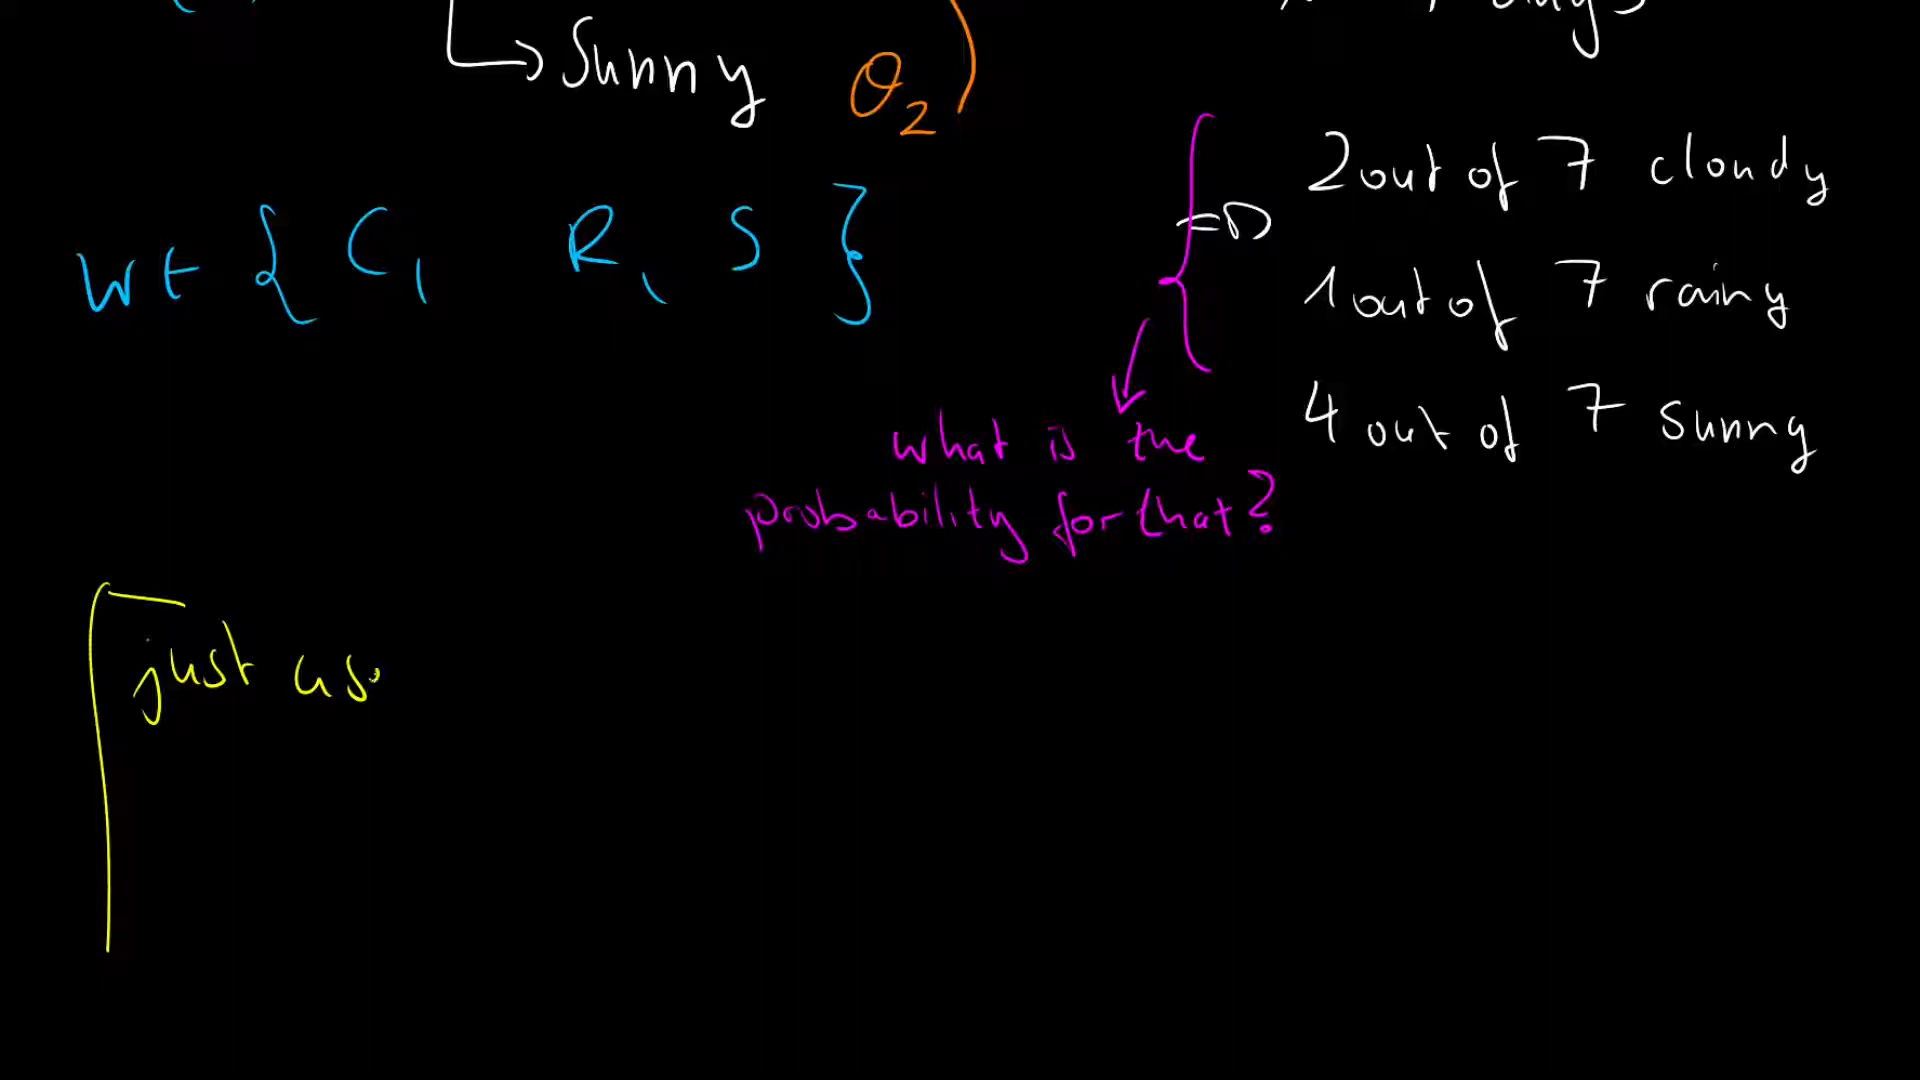 Sunny θ₂)
2 out of 7 cloudy
W ∈ { C, R, S }
⇒
1 out of 7 rainy
4 out of 7 sunny
what is the
probability for that?
just as